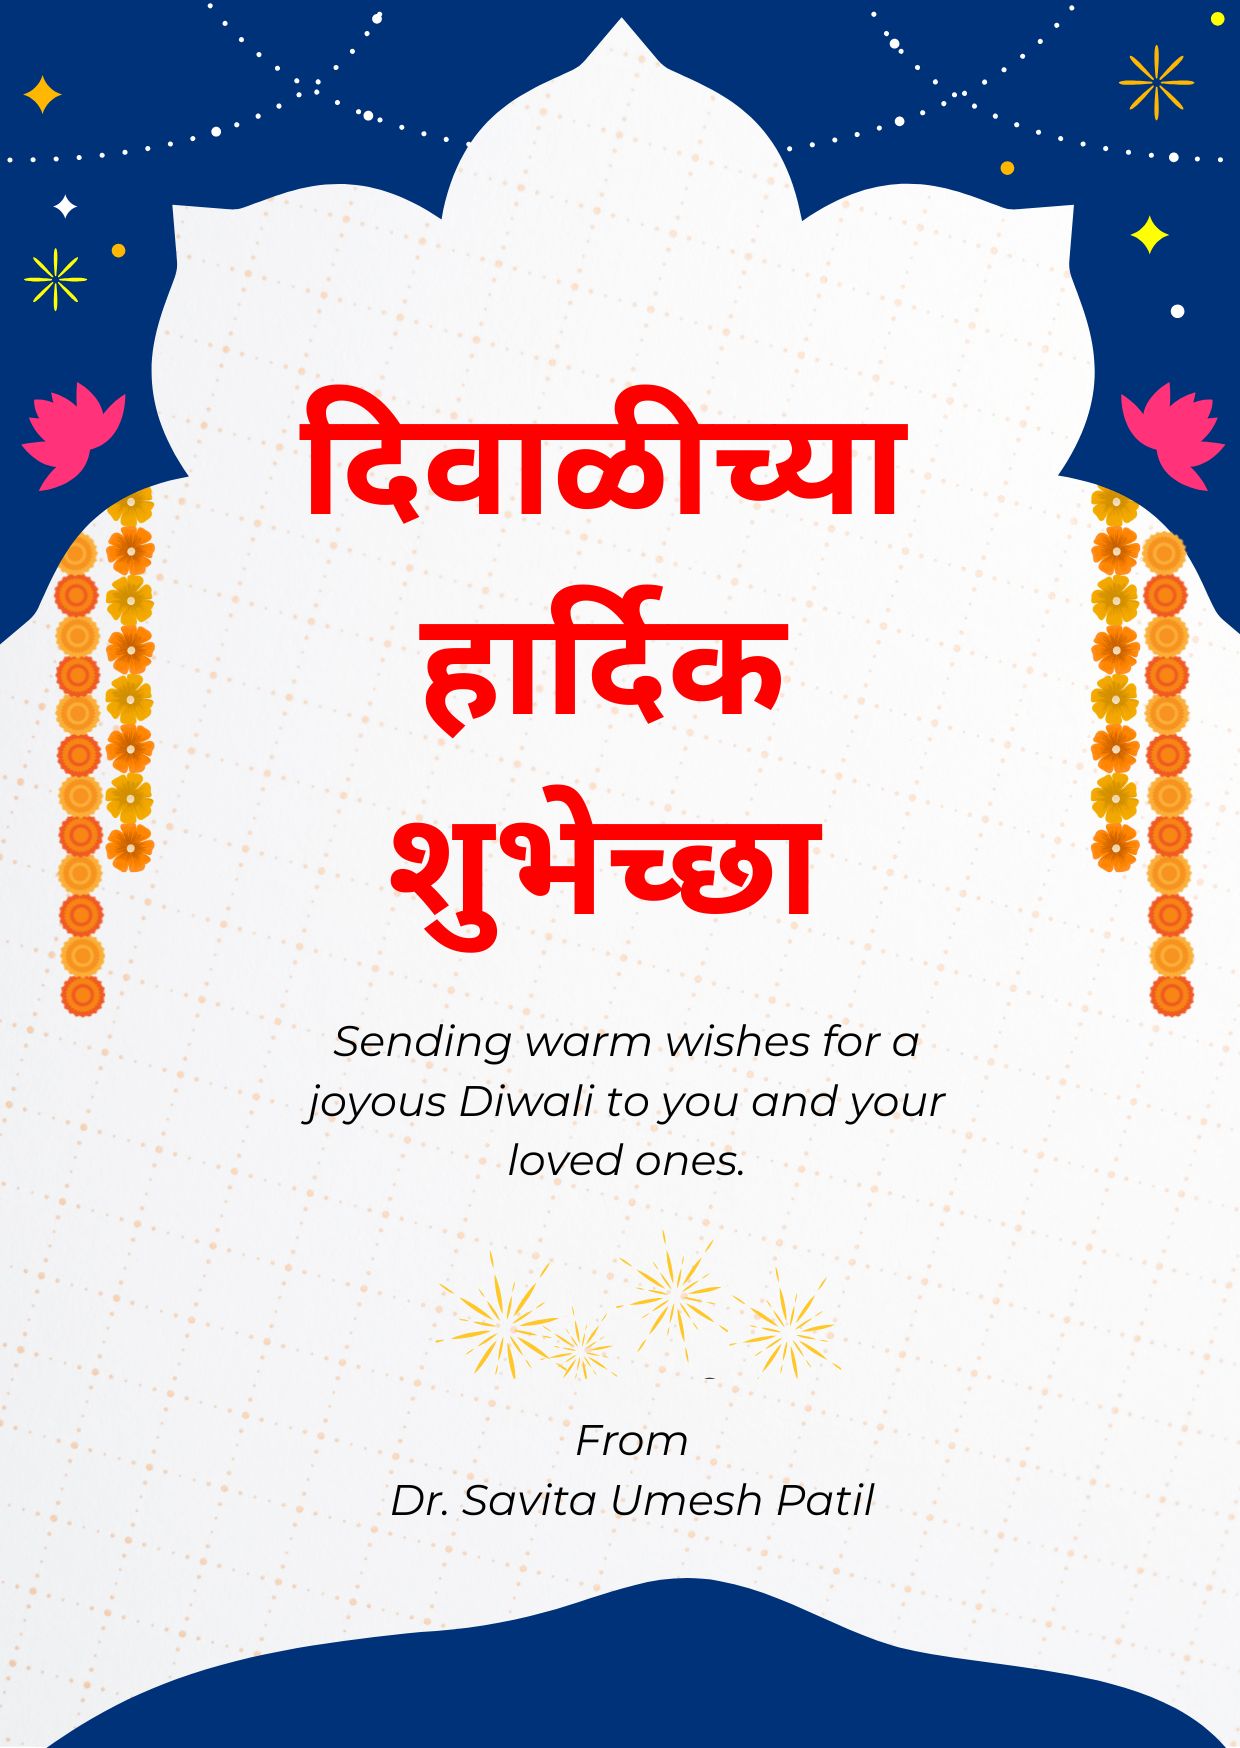 दिवाळीच्या
हार्दिक
शुभेच्छा
Sending warm wishes for a
joyous Diwali to you and your
loved ones.
From
Dr. Savita Umesh Patil